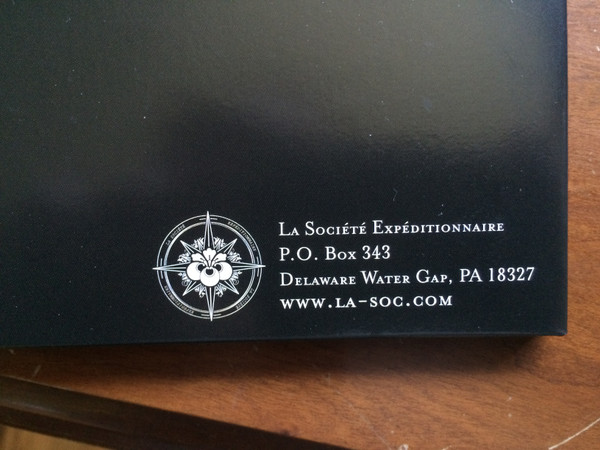 La Société Expéditionnaire
P.O. Box 343
Delaware Water Gap, PA 18327
www.la-soc.com